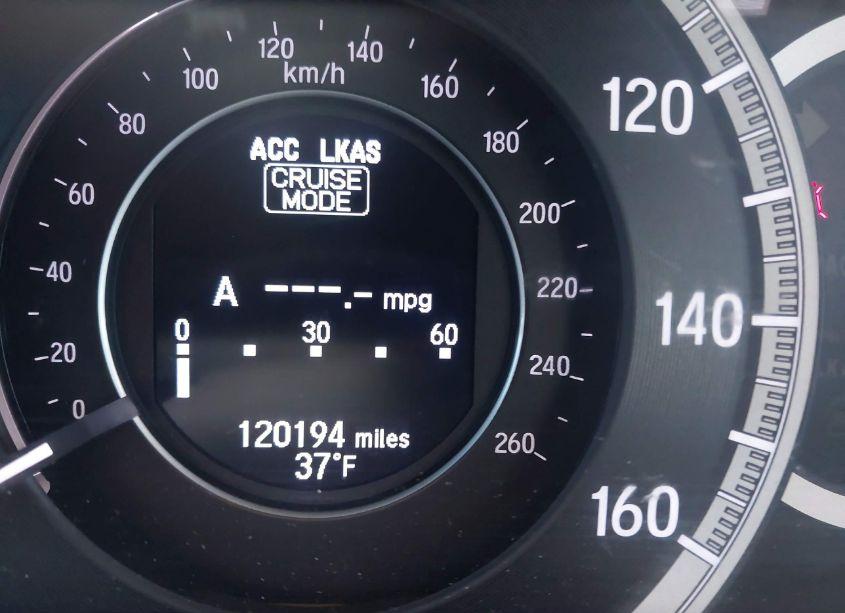 120 140
km/h
100 160
80 180
60 200
40 220
20 240
0 260
ACC LKAS
CRUISE
MODE
A ---.- mpg
0 30 60
120194 miles
37°F
120
140
160